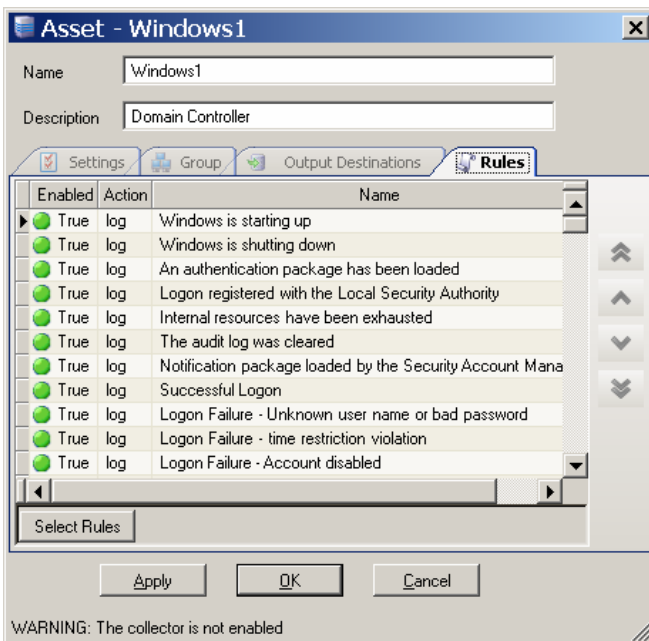 Asset - Windows1
Name Windows1
Description Domain Controller
Settings Group Output Destinations Rules
Enabled Action Name
True log Windows is starting up
True log Windows is shutting down
True log An authentication package has been loaded
True log Logon registered with the Local Security Authority
True log Internal resources have been exhausted
True log The audit log was cleared
True log Notification package loaded by the Security Account Mana
True log Successful Logon
True log Logon Failure - Unknown user name or bad password
True log Logon Failure - time restriction violation
True log Logon Failure - Account disabled
Select Rules
Apply OK Cancel
WARNING: The collector is not enabled